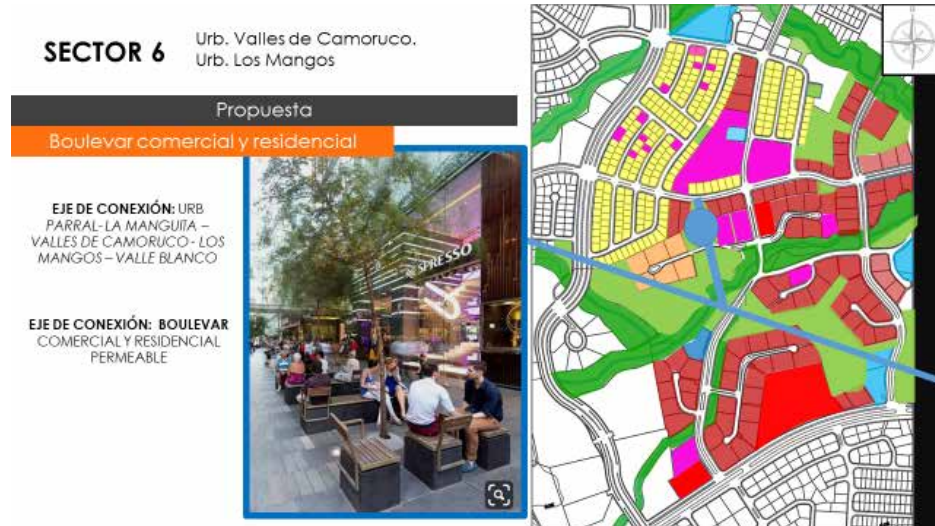 SECTOR 6
Urb. Valles de Camoruco.
Urb. Los Mangos
Propuesta
Boulevar comercial y residencial
EJE DE CONEXIÓN: URB
PARRAL- LA MANGUITA –
VALLES DE CAMORUCO - LOS
MANGOS – VALLE BLANCO
EJE DE CONEXIÓN: BOULEVAR
COMERCIAL Y RESIDENCIAL
PERMEABLE